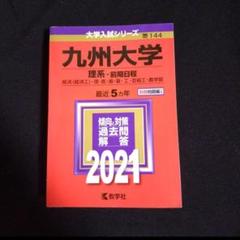 大学入試シリーズ
144
九州大学
理系-前期日程
最近5カ年
傾向と対策
過去問
解答
2021
教学社